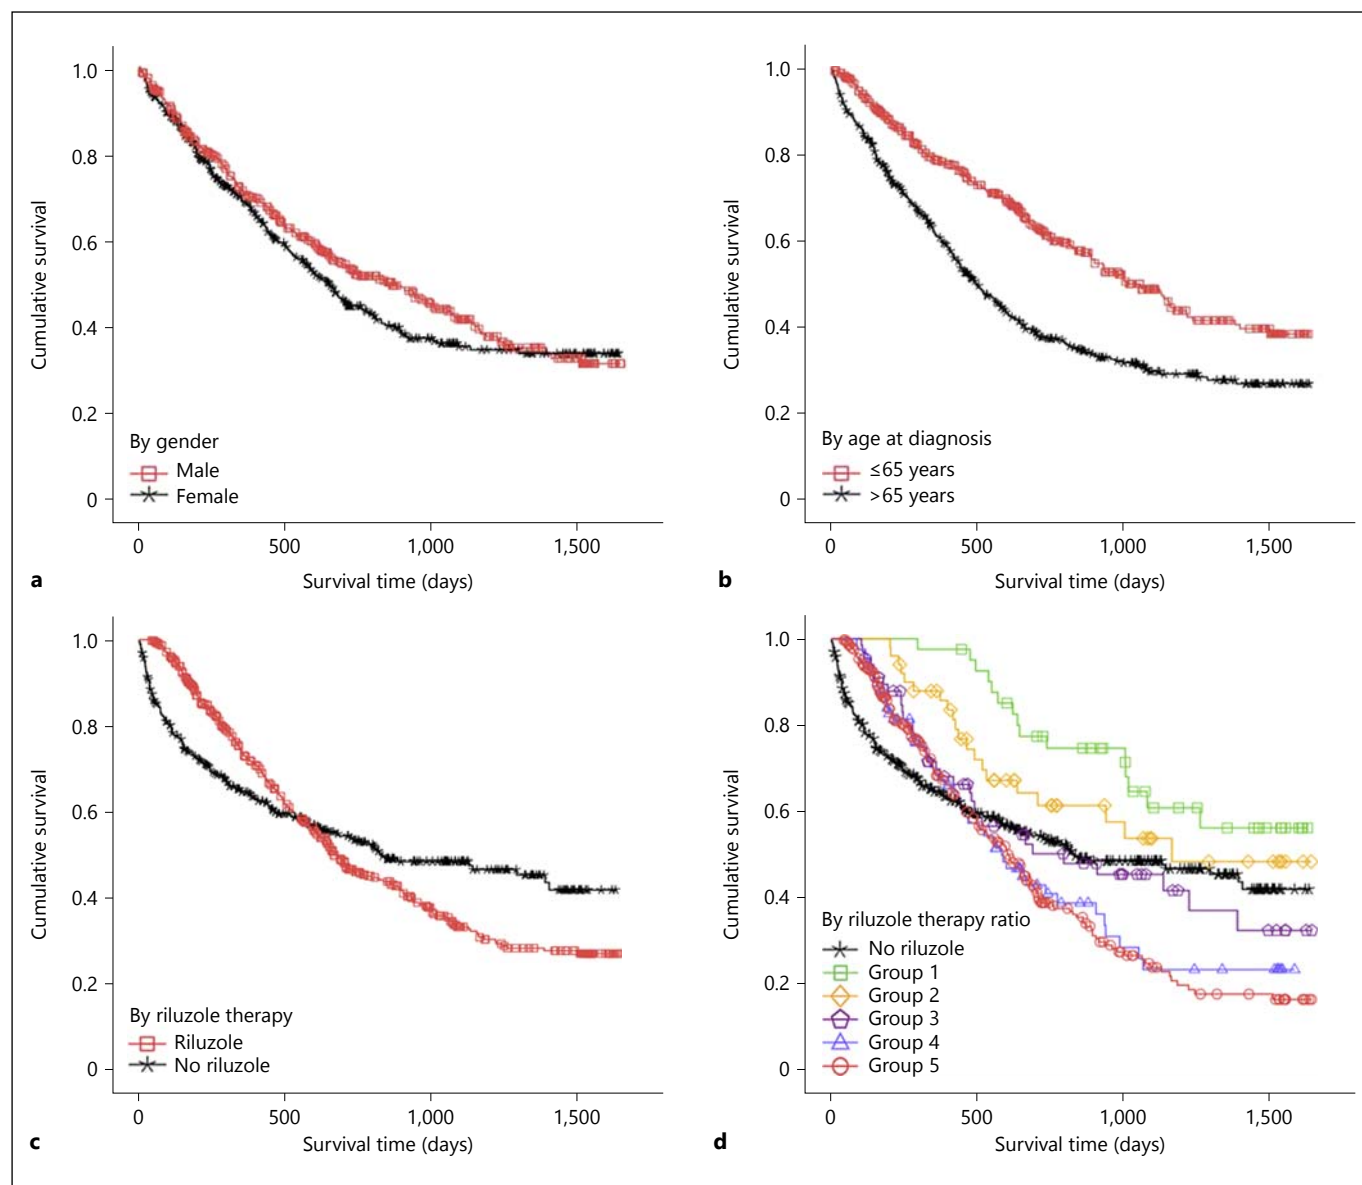 1.0
0.8
0.6
0.4
0.2
0
Cumulative survival
By gender
Male
Female
0 500 1,000 1,500
Survival time (days)
a
1.0
0.8
0.6
0.4
0.2
0
Cumulative survival
By age at diagnosis
≤65 years
>65 years
0 500 1,000 1,500
Survival time (days)
b
1.0
0.8
0.6
0.4
0.2
0
Cumulative survival
By riluzole therapy
Riluzole
No riluzole
0 500 1,000 1,500
Survival time (days)
c
1.0
0.8
0.6
0.4
0.2
0
Cumulative survival
By riluzole therapy ratio
No riluzole
Group 1
Group 2
Group 3
Group 4
Group 5
0 500 1,000 1,500
Survival time (days)
d